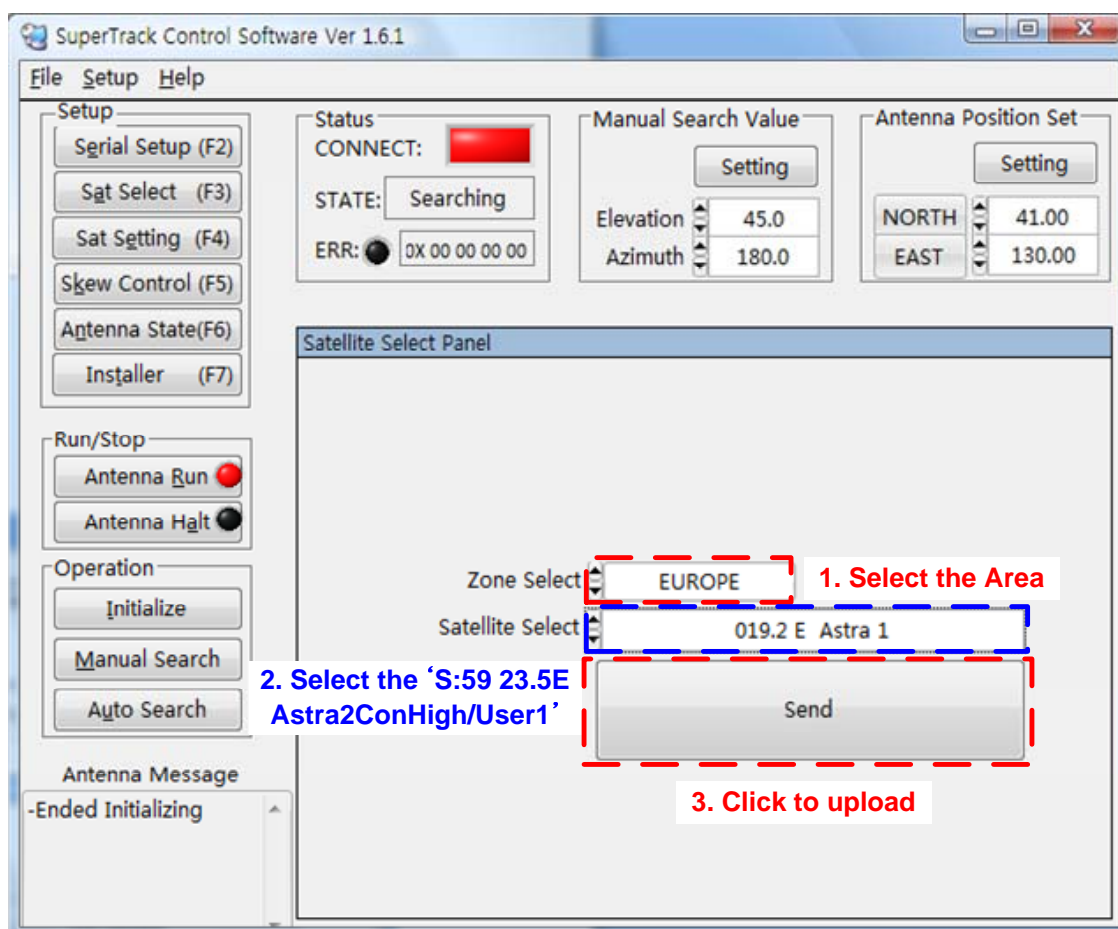 SuperTrack Control Software Ver 1.6.1
File Setup Help
Setup
Serial Setup (F2)
Sat Select (F3)
Sat Setting (F4)
Skew Control (F5)
Antenna State(F6)
Installer (F7)
Status
CONNECT:
STATE: Searching
ERR: 0X 00 00 00 00
Manual Search Value
Setting
Elevation 45.0
Azimuth 180.0
Antenna Position Set
Setting
NORTH 41.00
EAST 130.00
Run/Stop
Antenna Run
Antenna Halt
Operation
Initialize
Manual Search
Auto Search
Antenna Message
-Ended Initializing
Satellite Select Panel
Zone Select EUROPE
1. Select the Area
Satellite Select 019.2 E Astra 1
2. Select the ‘S:59 23.5E
Astra2ConHigh/User1’
Send
3. Click to upload